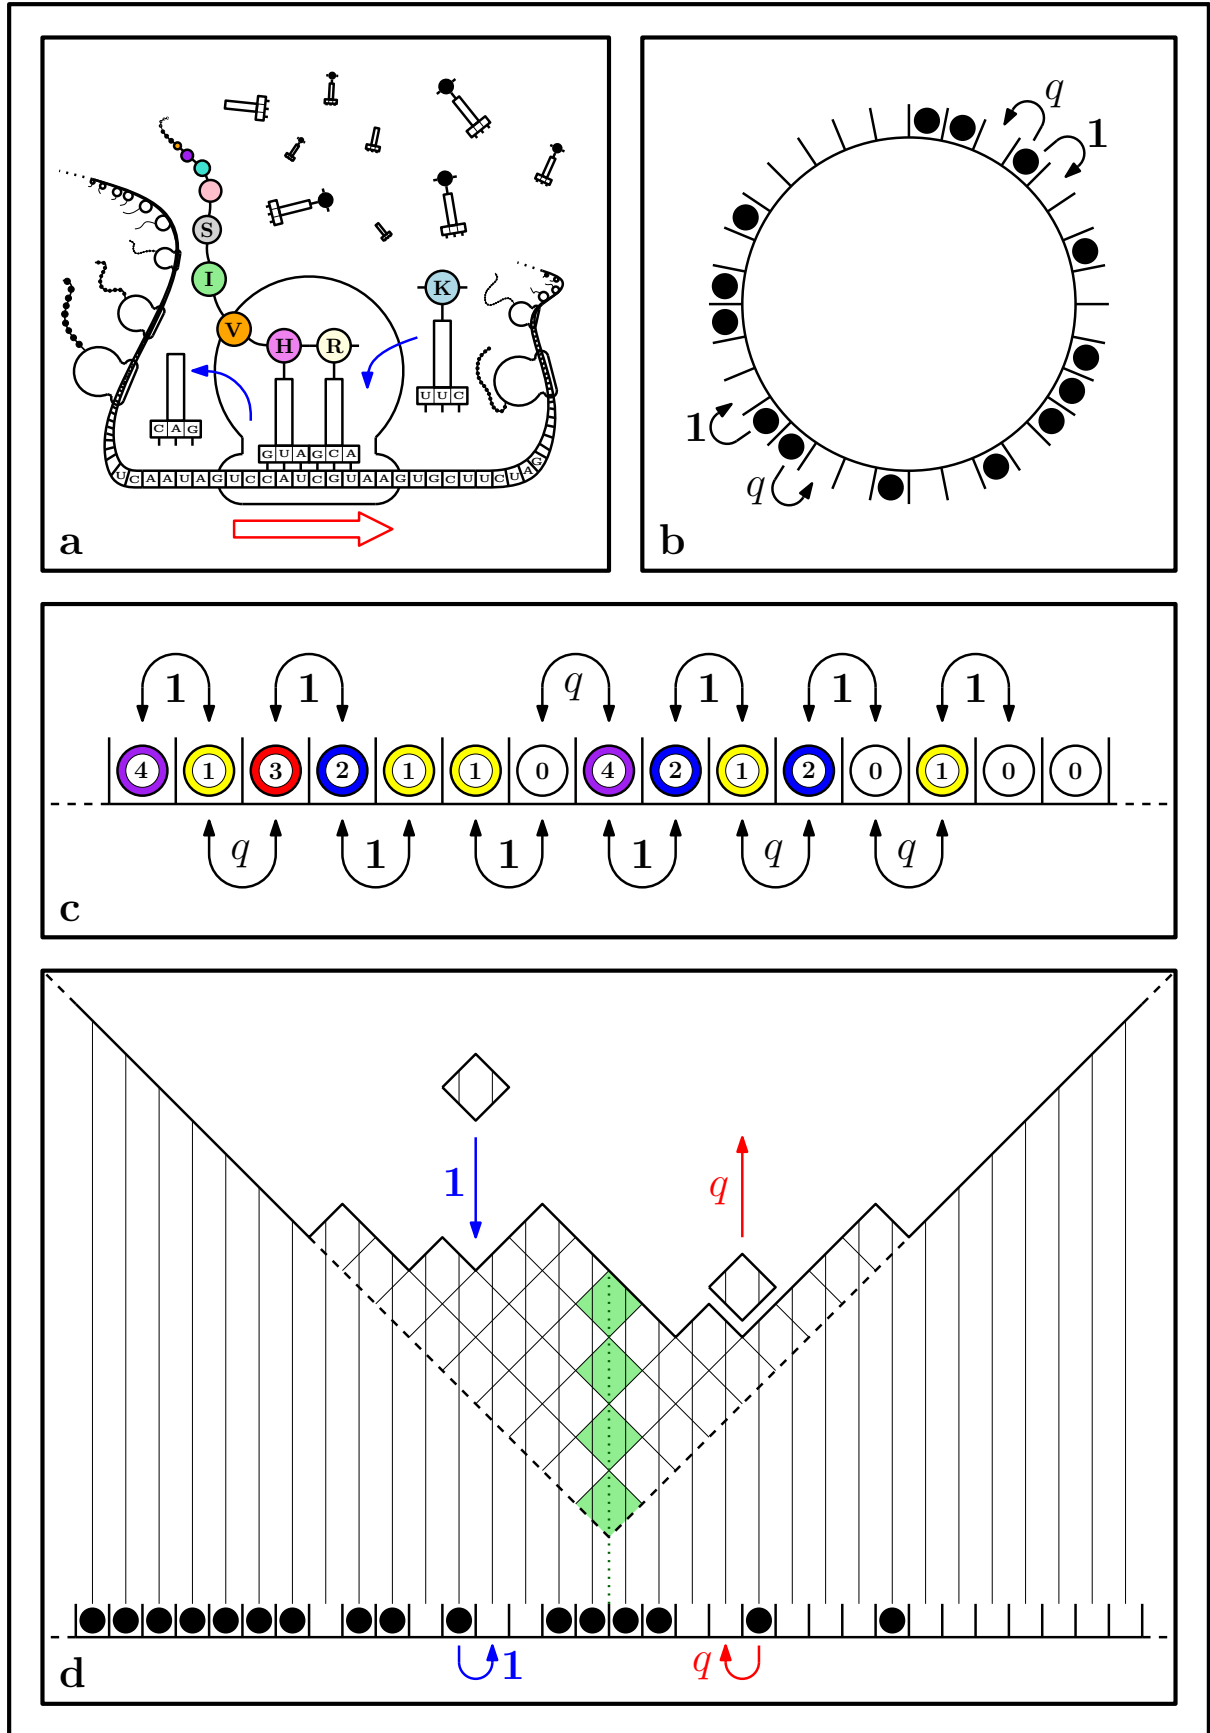 S
I
K
V
H R
U U C
C A G
G U A G C A
U C A A U A G U C C A U C G U A A G U G C U U C U A G
a
q
1
1
q
b
1 1 q 1 1 1
4 1 3 2 1 1 0 4 2 1 2 0 1 0 0
q 1 1 1 q q
c
1 q
1 q
d